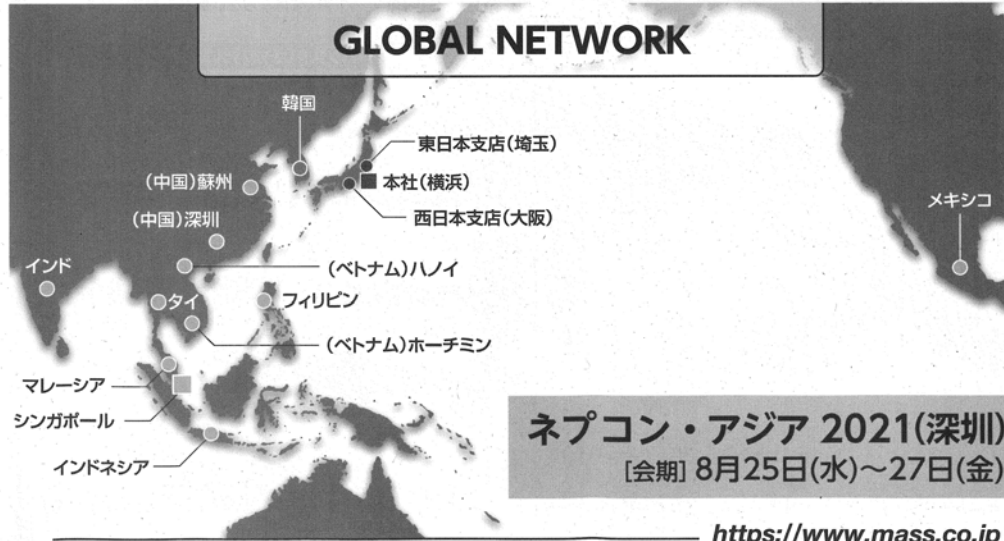 GLOBAL NETWORK
韓国
東日本支店(埼玉)
(中国)蘇州
本社(横浜)
(中国)深圳
西日本支店(大阪)
メキシコ
インド
(ベトナム)ハノイ
タイ
フィリピン
(ベトナム)ホーチミン
マレーシア
シンガポール
インドネシア
ネプコン・アジア 2021(深圳)
[会期] 8月25日(水)～27日(金)
https://www.mass.co.jp